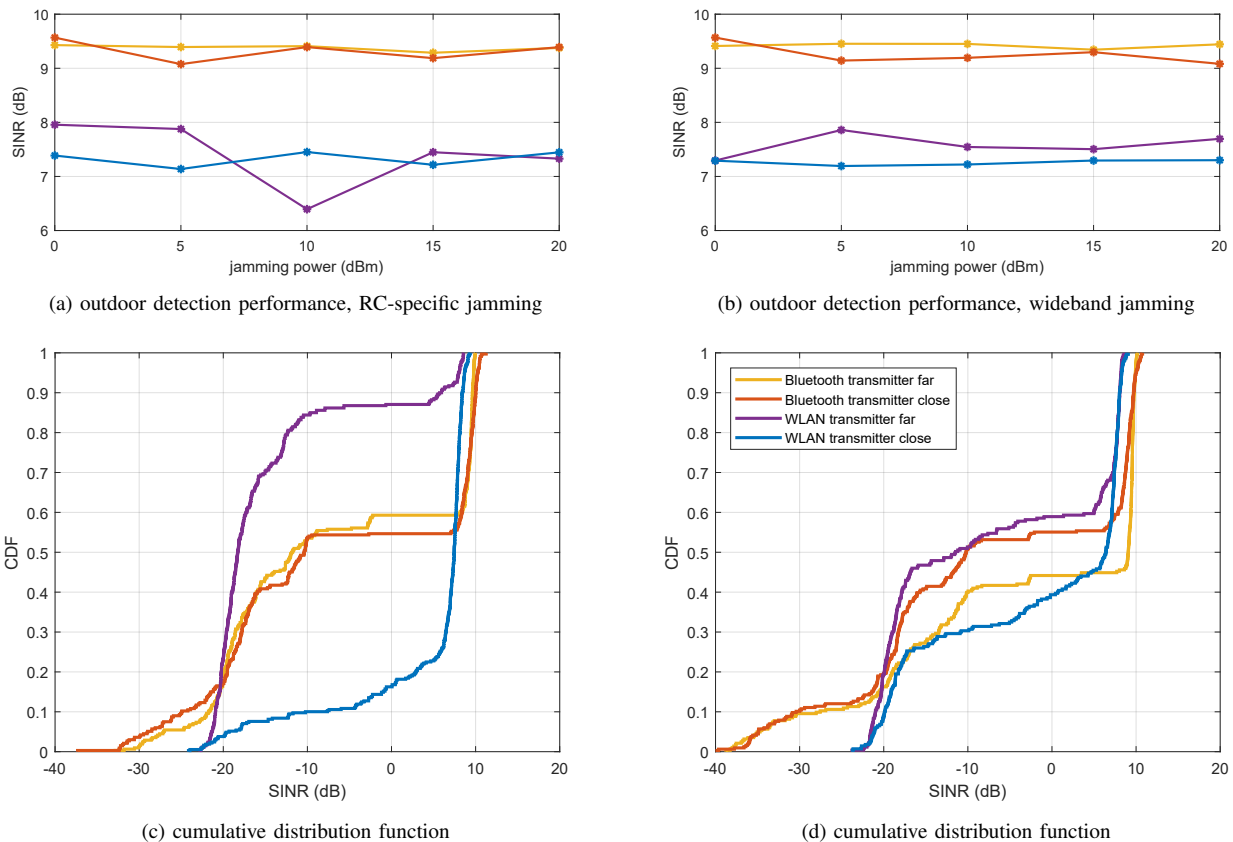 10
9
8
7
6
SINR (dB)
0 5 10 15 20
jamming power (dBm)
(a) outdoor detection performance, RC-specific jamming
10
9
8
7
6
SINR (dB)
0 5 10 15 20
jamming power (dBm)
(b) outdoor detection performance, wideband jamming
1
0.9
0.8
0.7
0.6
0.5
0.4
0.3
0.2
0.1
0
CDF
-40 -30 -20 -10 0 10 20
SINR (dB)
(c) cumulative distribution function
1
0.9
0.8
0.7
0.6
0.5
0.4
0.3
0.2
0.1
0
CDF
Bluetooth transmitter far
Bluetooth transmitter close
WLAN transmitter far
WLAN transmitter close
-40 -30 -20 -10 0 10 20
SINR (dB)
(d) cumulative distribution function